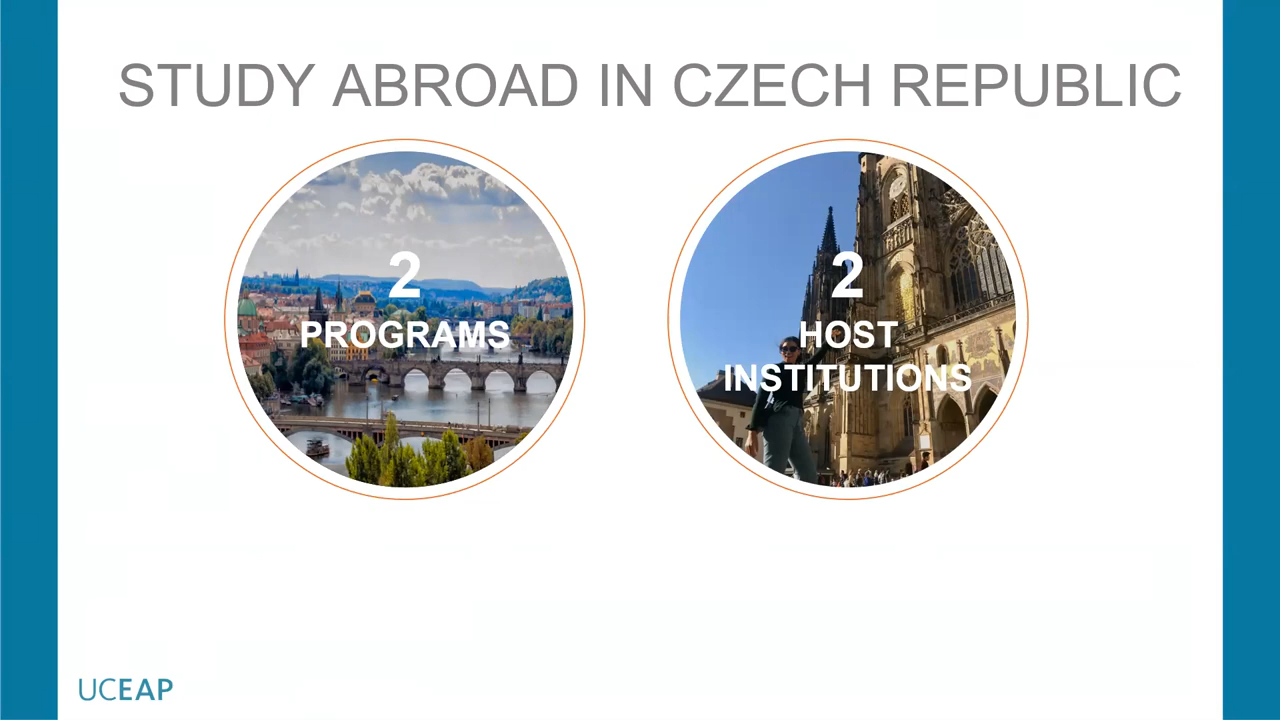 STUDY ABROAD IN CZECH REPUBLIC
2
PROGRAMS
2
HOST
INSTITUTIONS
UCEAP